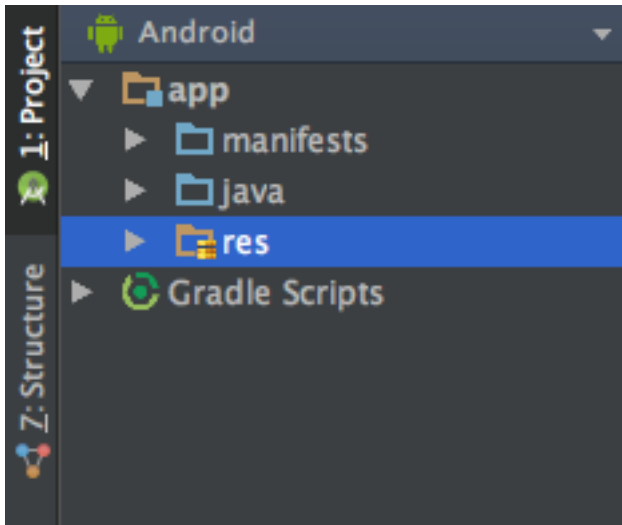 Android
app
manifests
java
res
Gradle Scripts
1: Project
7: Structure